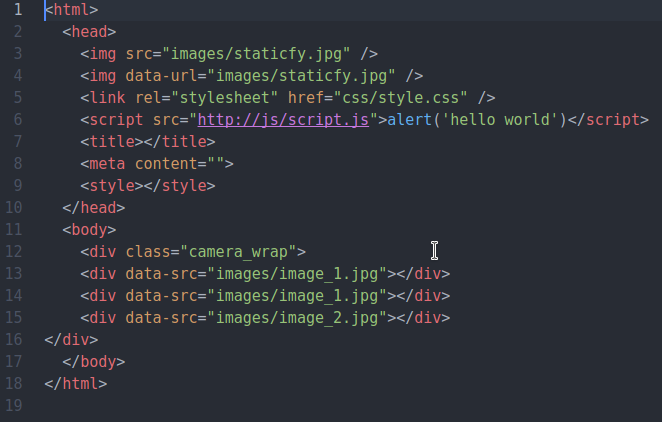 1 <html>
2   <head>
3     <img src="images/staticfy.jpg" />
4     <img data-url="images/staticfy.jpg" />
5     <link rel="stylesheet" href="css/style.css" />
6     <script src="http://js/script.js">alert('hello world')</script>
7     <title></title>
8     <meta content="">
9     <style></style>
10   </head>
11   <body>
12     <div class="camera_wrap">
13     <div data-src="images/image_1.jpg"></div>
14     <div data-src="images/image_1.jpg"></div>
15     <div data-src="images/image_2.jpg"></div>
16 </div>
17   </body>
18 </html>
19